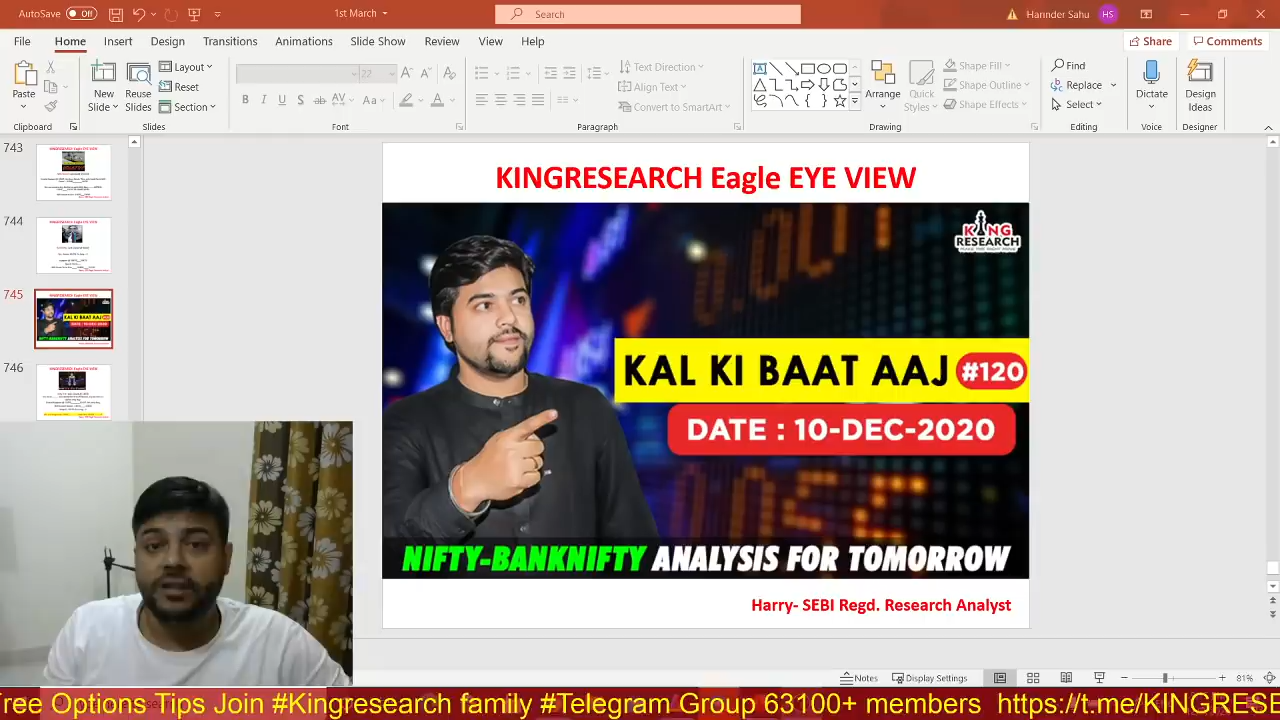 AutoSave Off
Search
Harinder Sahu HS
File Home Insert Design Transitions Animations Slide Show Review View Help Share Comments
Paste New Slide Reuse Slides Layout Reset Section
22
Text Direction Align Text Convert to SmartArt
Arrange Quick Styles Shape Fill Shape Outline Shape Effects
Find Replace Select
Dictate Design Ideas
Clipboard Slides Font Paragraph Drawing Editing Voice Designer
743
744
745
746
KINGRESEARCH Eagle EYE VIEW
KING
RESEARCH
KAL KI BAAT AAJ #120
DATE : 10-DEC-2020
NIFTY-BANKNIFTY ANALYSIS FOR TOMORROW
Harry- SEBI Regd. Research Analyst
Notes Display Settings 81%
Free Options Tips Join #Kingresearch family #Telegram Group 63100+ members https://t.me/KINGRESE